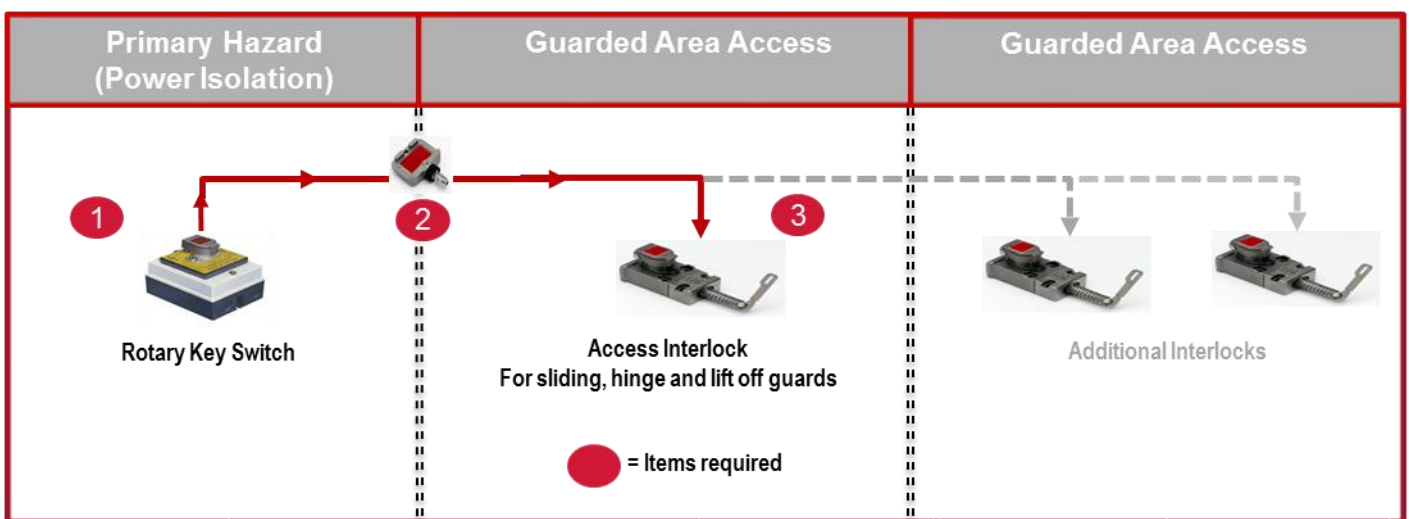 Primary Hazard
(Power Isolation)
Guarded Area Access
Guarded Area Access
1
2
3
Rotary Key Switch
Access Interlock
For sliding, hinge and lift off guards
Additional Interlocks
= Items required